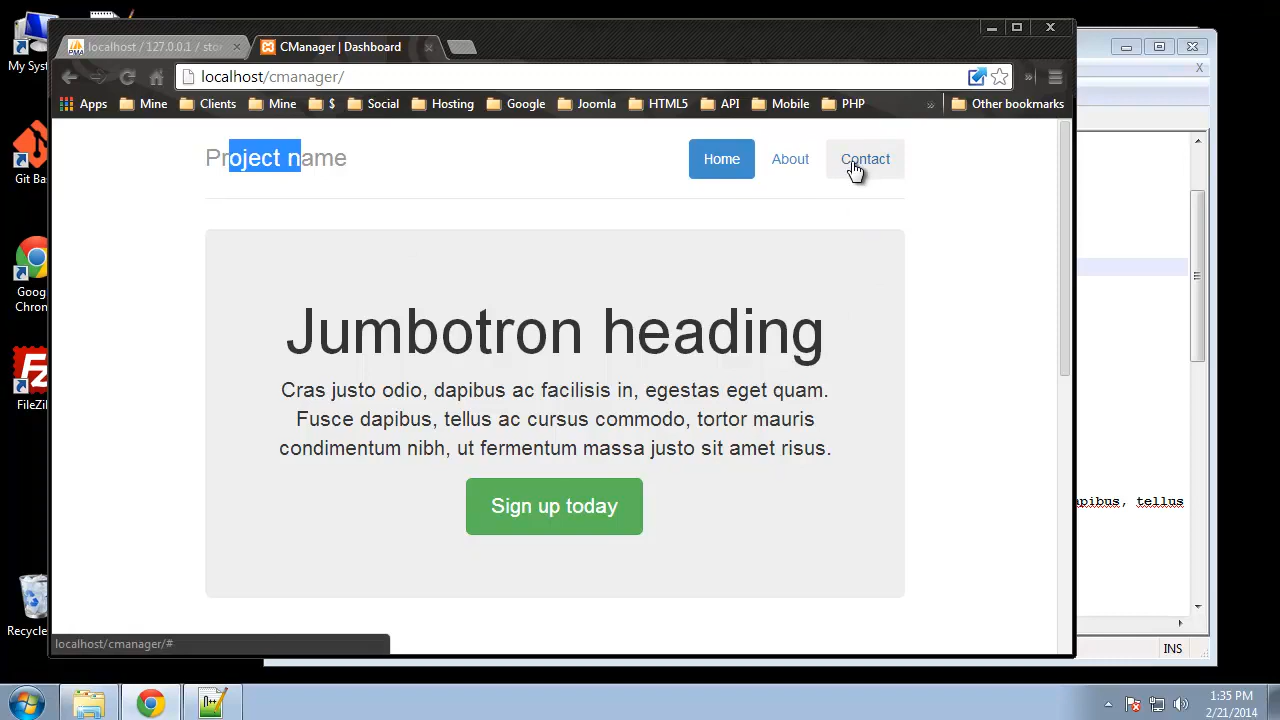 My Sys
localhost / 127.0.0.1 / stor
CManager | Dashboard
localhost/cmanager/
Apps
Mine
Clients
Mine
$
Social
Hosting
Google
Joomla
HTML5
API
Mobile
PHP
»
Other bookmarks
Project name
Home
About
Contact
Git Ba
Goog
Chron
FileZil
Recycle
Jumbotron heading
Cras justo odio, dapibus ac facilisis in, egestas eget quam.
Fusce dapibus, tellus ac cursus commodo, tortor mauris
condimentum nibh, ut fermentum massa justo sit amet risus.
Sign up today
apibus, tellus
localhost/cmanager/#
INS
1:35 PM
2/21/2014